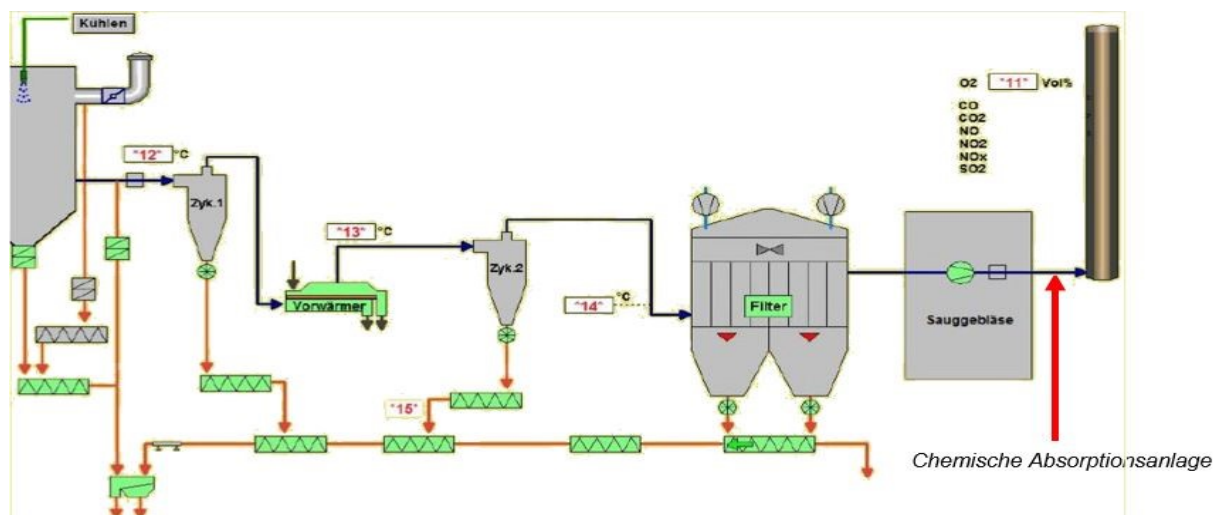 Kühlen
O2 "11" Vol%
CO
CO2
NO
NO2
NOx
SO2
"12" °C
Zyk.1
"13" °C
Zyk.2
Vorwärmer
"14" °C
Filter
Sauggebläse
"15"
Chemische Absorptionsanlage